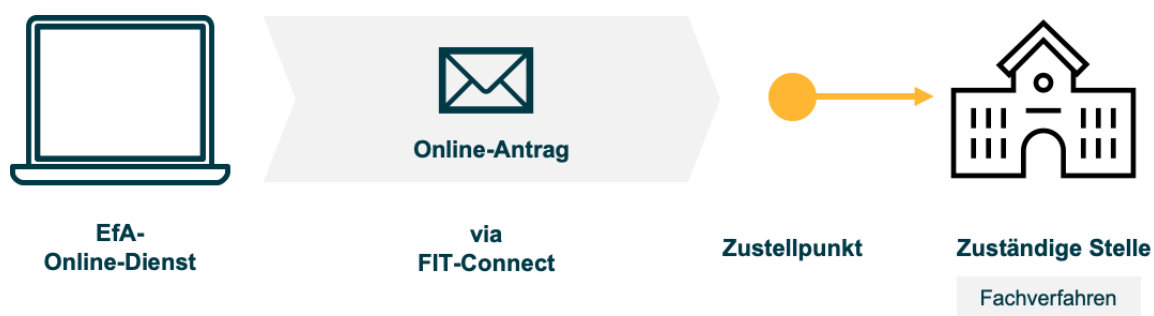 Online-Antrag
EfA-
Online-Dienst
via
FIT-Connect
Zustellpunkt
Zuständige Stelle
Fachverfahren